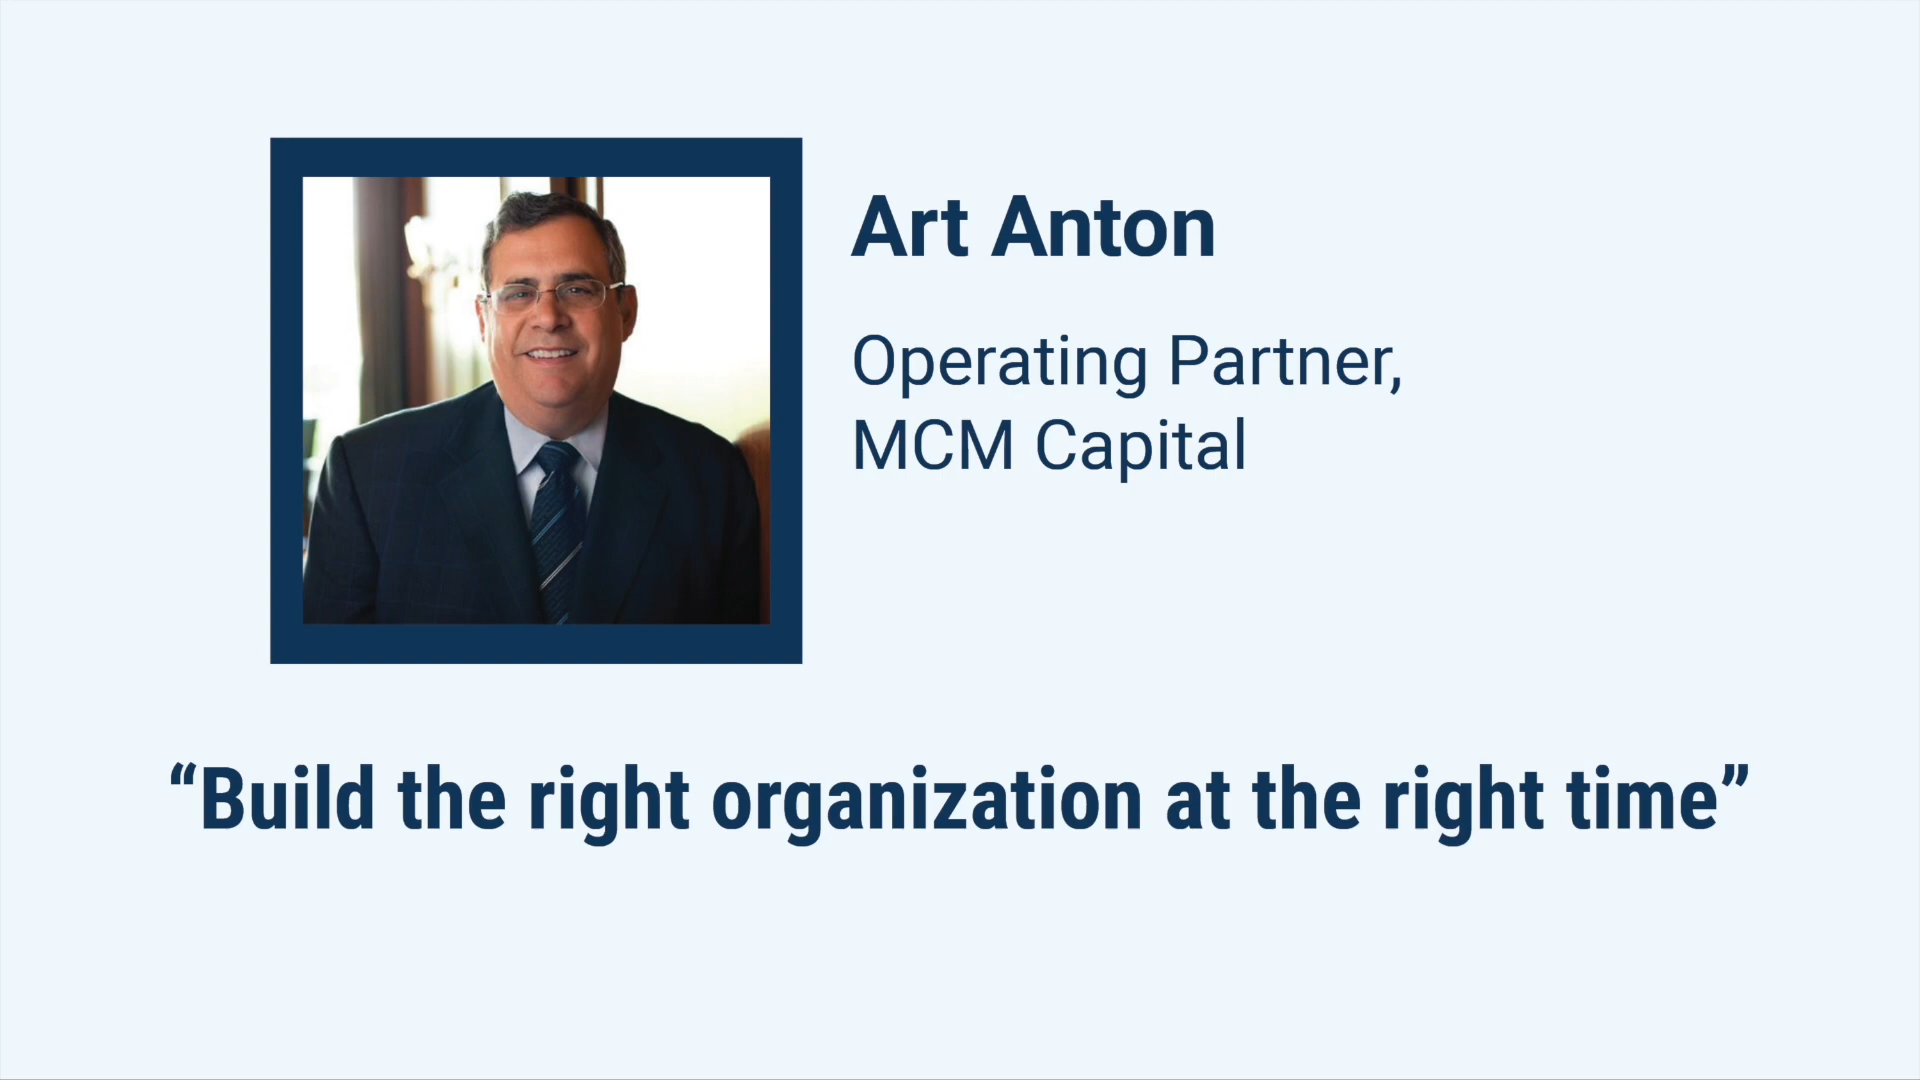 Art Anton
Operating Partner,
MCM Capital
“Build the right organization at the right time”